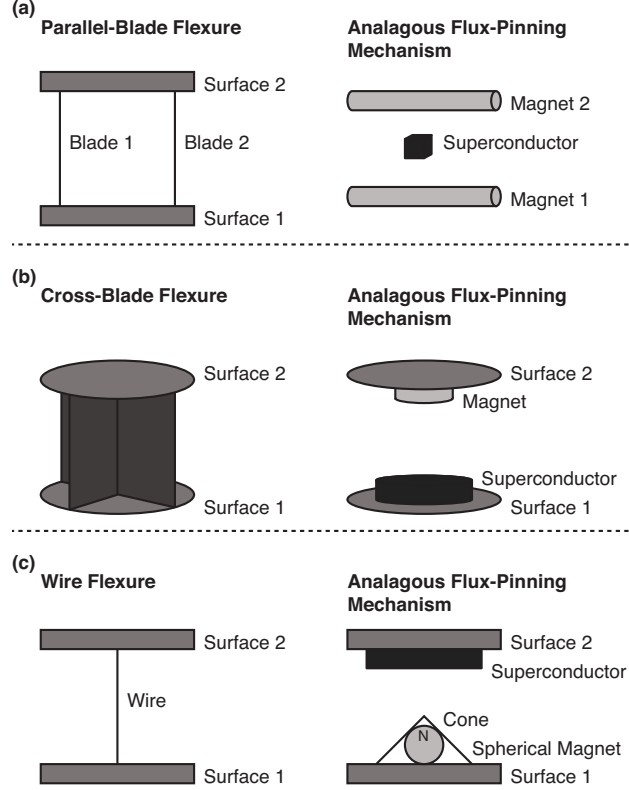 (a)
Parallel-Blade Flexure
Analagous Flux-Pinning
Mechanism
Surface 2
Magnet 2
Blade 1
Blade 2
Superconductor
Magnet 1
Surface 1
(b)
Cross-Blade Flexure
Analagous Flux-Pinning
Mechanism
Surface 2
Surface 2
Magnet
Superconductor
Surface 1
Surface 1
(c)
Wire Flexure
Analagous Flux-Pinning
Mechanism
Surface 2
Surface 2
Superconductor
Wire
Cone
N
Spherical Magnet
Surface 1
Surface 1